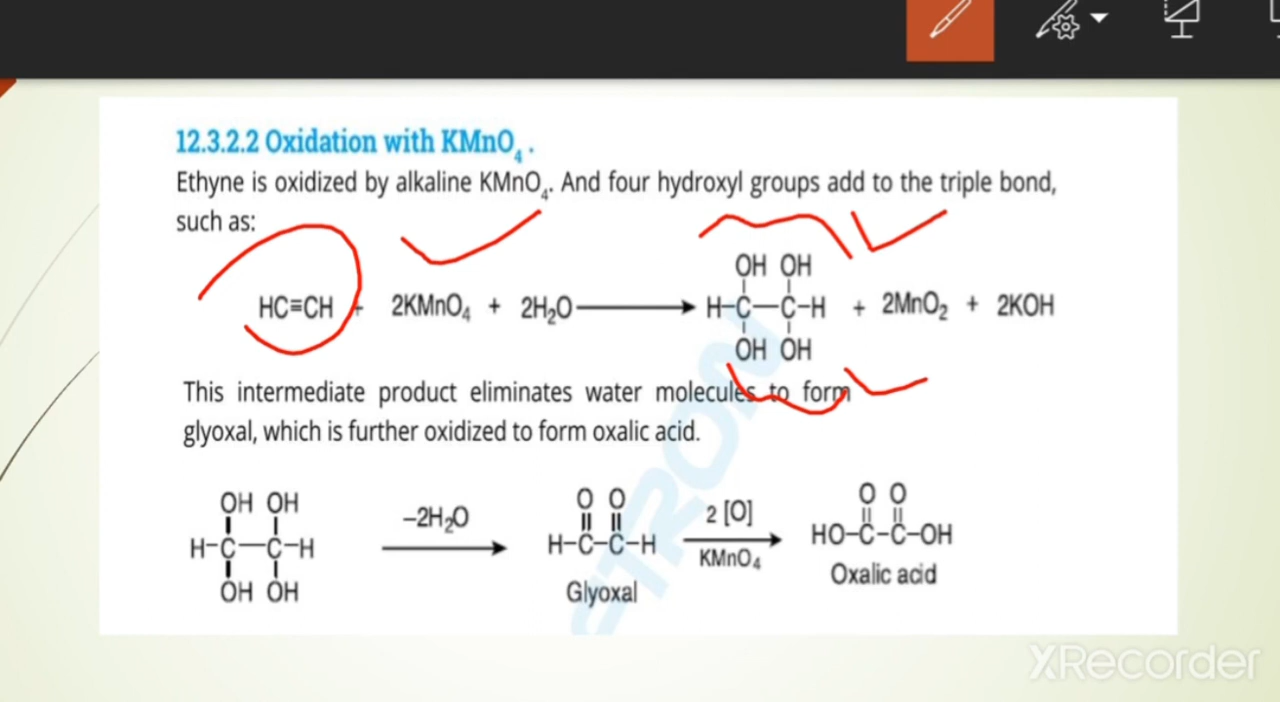 12.3.2.2 Oxidation with KMnO₄.
Ethyne is oxidized by alkaline KMnO₄. And four hydroxyl groups add to the triple bond,
such as:
OH OH
HC≡CH + 2KMnO₄ + 2H₂O → H-C-C-H + 2MnO₂ + 2KOH
OH OH
This intermediate product eliminates water molecules to form
glyoxal, which is further oxidized to form oxalic acid.
OH OH −2H₂O O O 2 [O] O O
H-C-C-H → H-C-C-H → HO-C-C-OH
OH OH Glyoxal KMnO₄ Oxalic acid
TRON
XRecorder